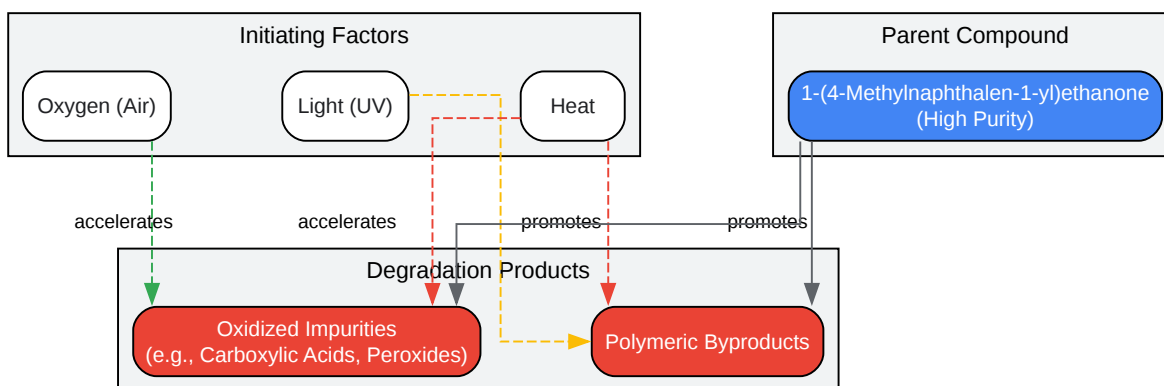 Initiating Factors
Parent Compound
Oxygen (Air)
Light (UV)
Heat
1-(4-Methylnaphthalen-1-yl)ethanone
(High Purity)
accelerates
accelerates
promotes
promotes
Degradation Products
Oxidized Impurities
(e.g., Carboxylic Acids, Peroxides)
Polymeric Byproducts